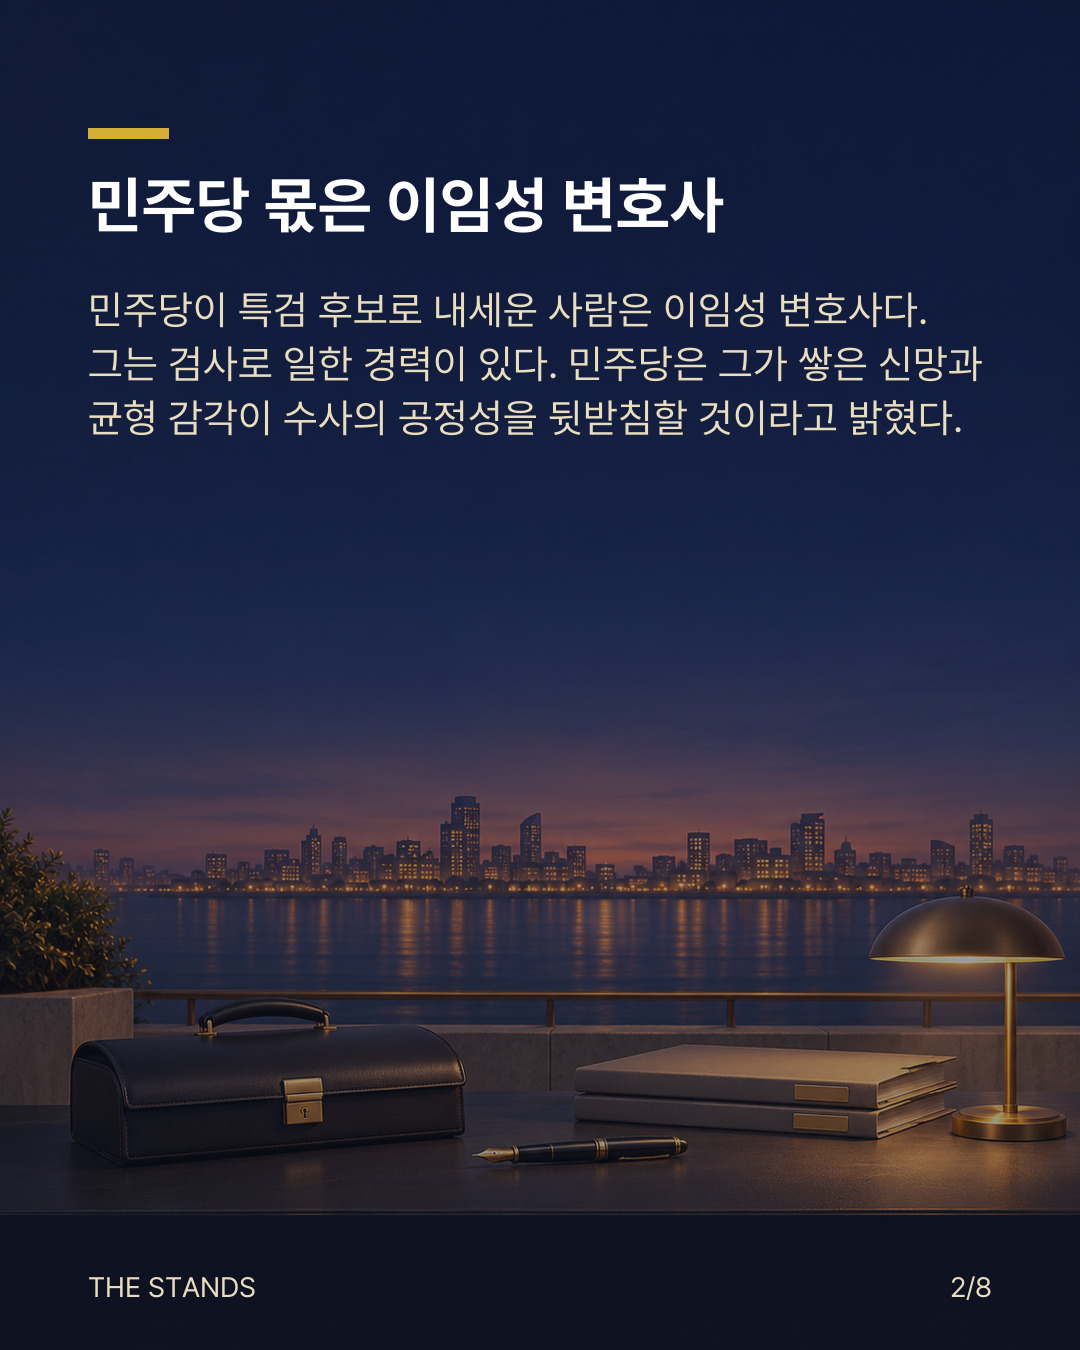 민주당 몫은 이임성 변호사
민주당이 특검 후보로 내세운 사람은 이임성 변호사다.
그는 검사로 일한 경력이 있다. 민주당은 그가 쌓은 신망과
균형 감각이 수사의 공정성을 뒷받침할 것이라고 밝혔다.
THE STANDS
2/8